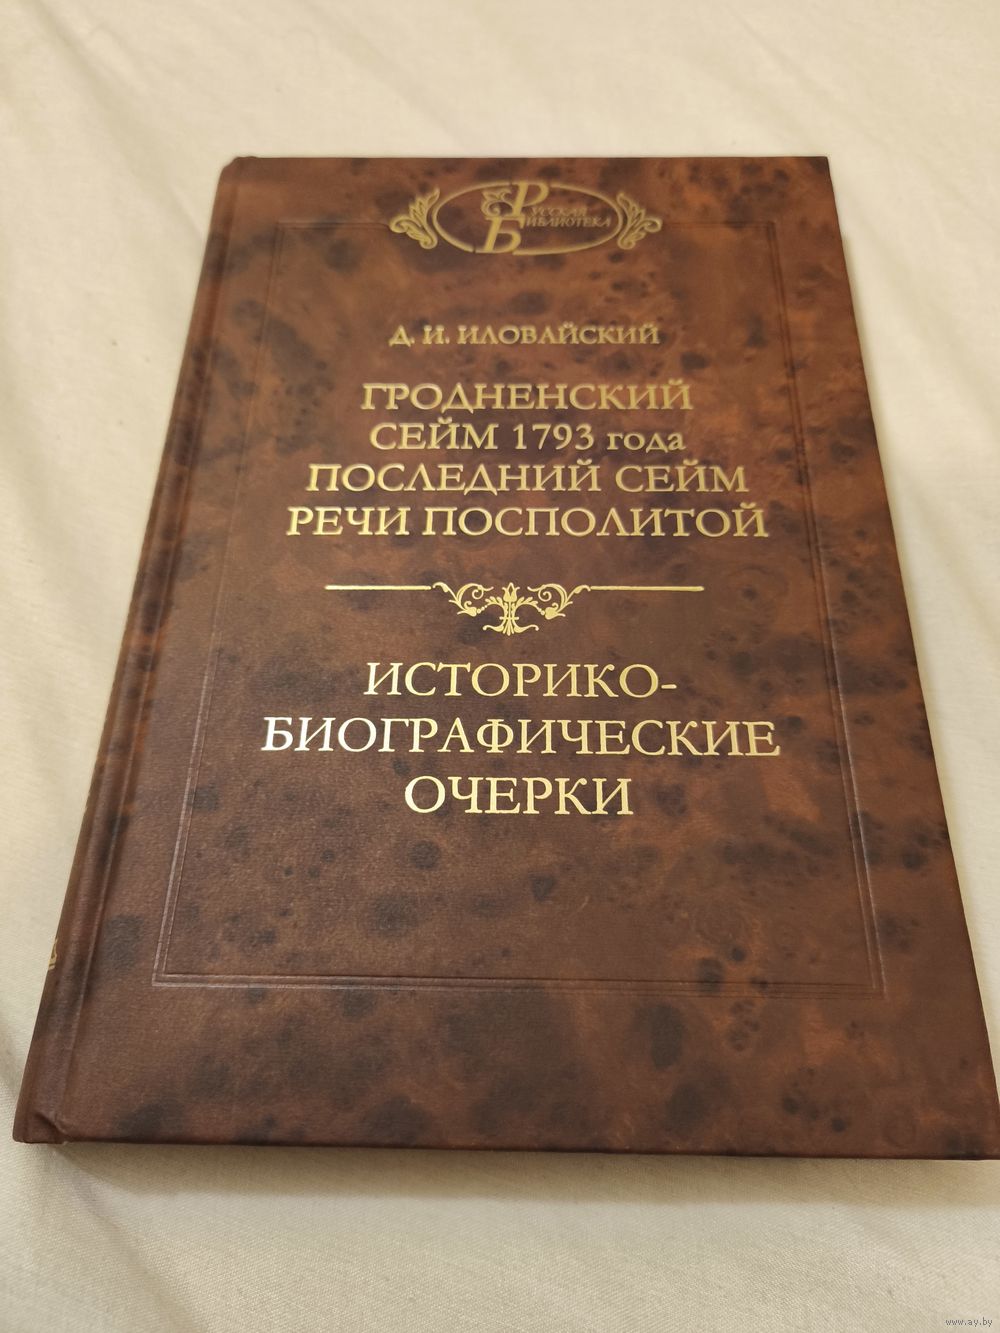 РУССКАЯ
БИБЛИОТЕКА
Д. И. ИЛОВАЙСКИЙ
ГРОДНЕНСКИЙ
СЕЙМ 1793 года
ПОСЛЕДНИЙ СЕЙМ
РЕЧИ ПОСПОЛИТОЙ
ИСТОРИКО-
БИОГРАФИЧЕСКИЕ
ОЧЕРКИ
www.ay.by